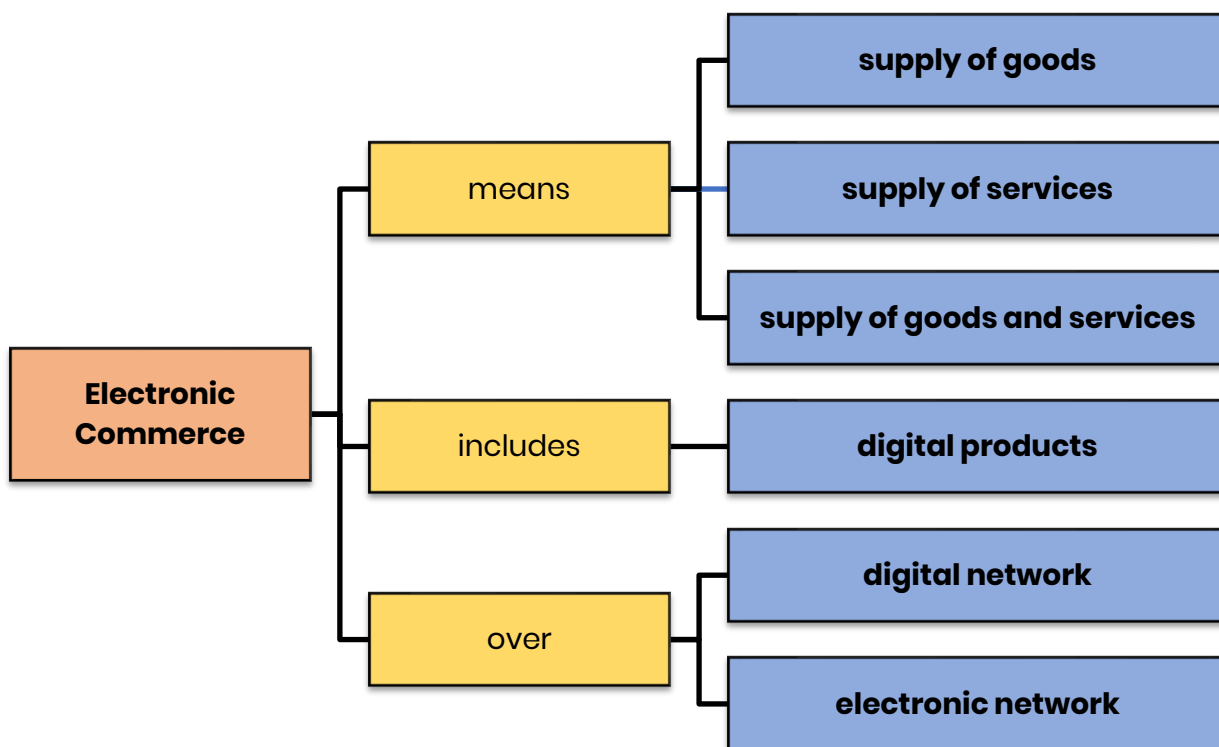 supply of goods
means
supply of services
supply of goods and services
Electronic
Commerce
includes
digital products
digital network
over
electronic network